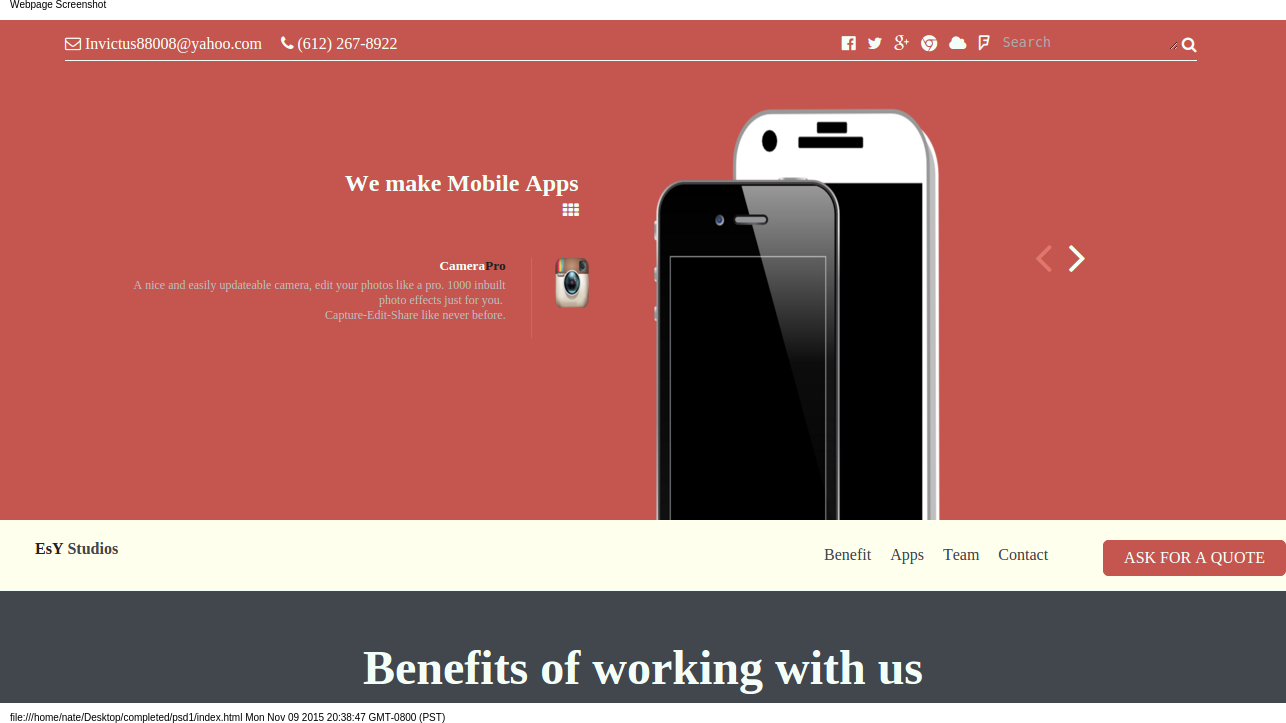 Webpage Screenshot
Invictus88008@yahoo.com (612) 267-8922 Search
We make Mobile Apps
CameraPro
A nice and easily updateable camera, edit your photos like a pro. 1000 inbuilt
photo effects just for you.
Capture-Edit-Share like never before.
EsY Studios Benefit Apps Team Contact ASK FOR A QUOTE
Benefits of working with us
file:///home/nate/Desktop/completed/psd1/index.html Mon Nov 09 2015 20:38:47 GMT-0800 (PST)